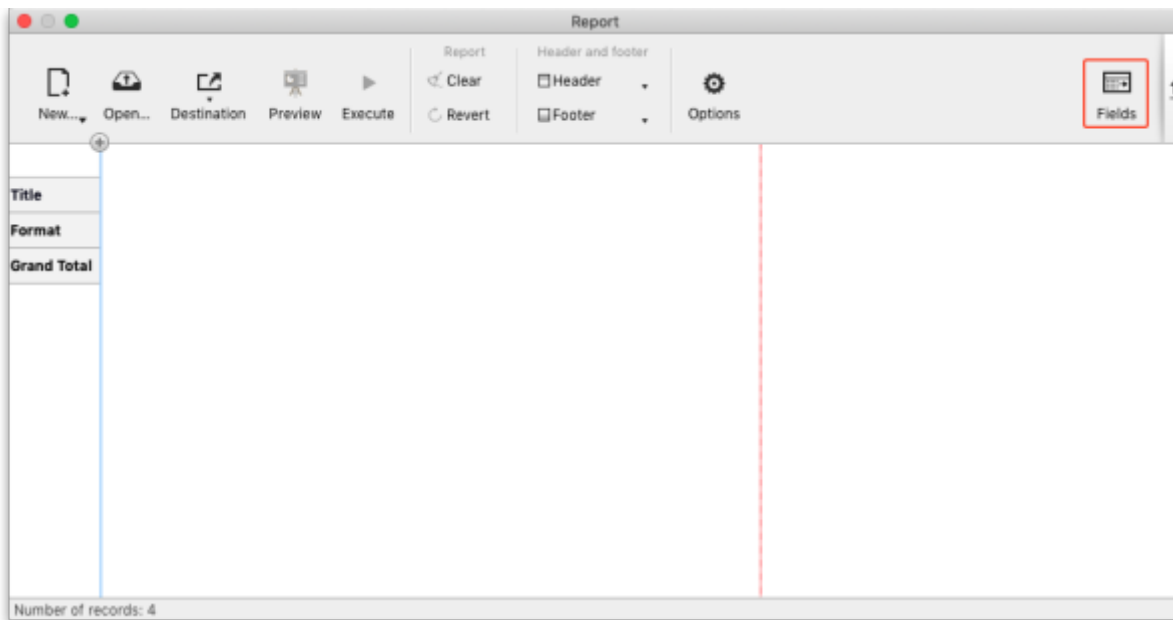 Report
Report Header and footer
Clear Header
New... Open... Destination Preview Execute Revert Footer Options Fields
Title
Format
Grand Total
Number of records: 4